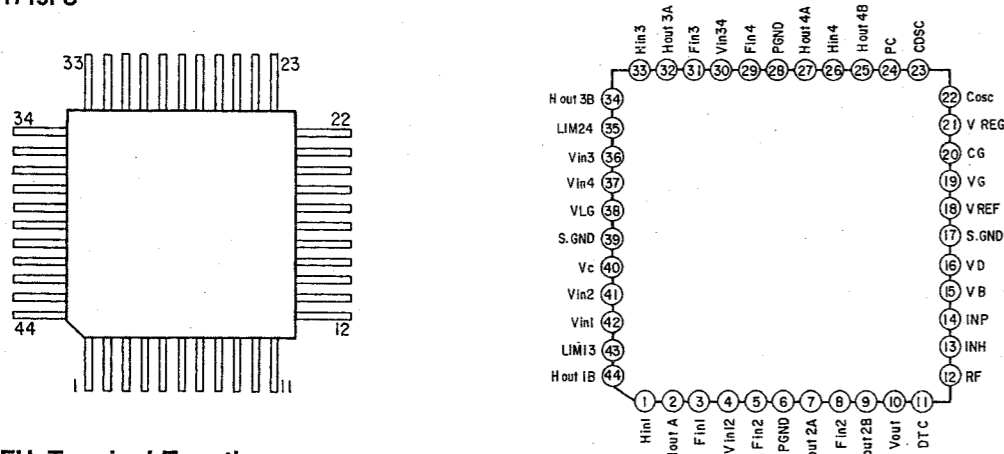 33
23
34
22
44
12
1
11
Hin3
Hout 3A
Fin3
Vin34
Fin4
PGND
Hout 4A
Hin4
Hout 4B
PC
CDSC
33 32 31 30 29 28 27 26 25 24 23
Hout 3B 34
LIM24 35
Vin3 36
Vin4 37
VLG 38
S.GND 39
Vc 40
Vin2 41
Vin1 42
LIM13 43
Hout 1B 44
22 Cosc
21 V REG
20 CG
19 VG
18 V REF
17 S.GND
16 VD
15 VB
14 INP
13 INH
12 RF
1 2 3 4 5 6 7 8 9 10 11
Hin1
Fin1
Vin12
Fin2
PGND
Fin2
Vout
DTC